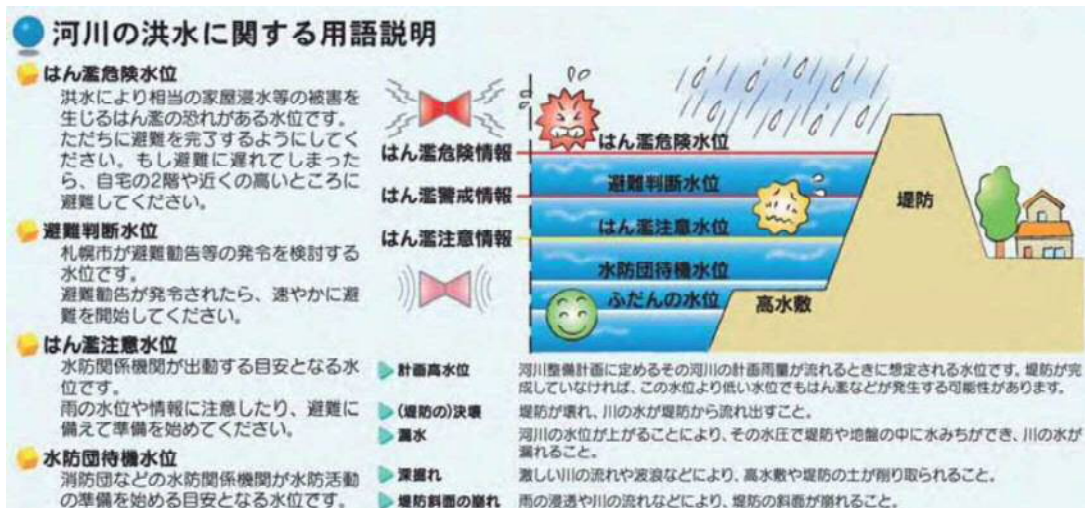 河川の洪水に関する用語説明
はん濫危険水位
洪水により相当の家屋浸水等の被害を
生じるはん濫の恐れがある水位です。
ただちに避難を完了するようにしてく
ださい。もし避難に遅れてしまった
ら、自宅の2階や近くの高いところに
避難してください。
避難判断水位
札幌市が避難勧告等の発令を検討する
水位です。
避難勧告が発令されたら、速やかに避
難を開始してください。
はん濫注意水位
水防関係機関が出動する目安となる水
位です。
雨の水位や情報に注意したり、避難に
備えて準備を始めてください。
水防団待機水位
消防団などの水防関係機関が水防活動
の準備を始める目安となる水位です。
はん濫危険情報
はん濫警戒情報
はん濫注意情報
はん濫危険水位
避難判断水位
はん濫注意水位
水防団待機水位
ふだんの水位
高水敷
堤防
計画高水位
河川整備計画に定めるその河川の計画雨量が流れるときに想定される水位です。堤防が完
成していなければ、この水位より低い水位でもはん濫などが発生する可能性があります。
(堤防の)決壊
堤防が壊れ、川の水が堤防から流れ出すこと。
漏水
河川の水位が上がることにより、その水圧で堤防や地盤の中に水みちができ、川の水が
漏れること。
深掘れ
激しい川の流れや波浪などにより、高水敷や堤防の土が削り取られること。
堤防斜面の崩れ
雨の浸透や川の流れなどにより、堤防の斜面が崩れること。